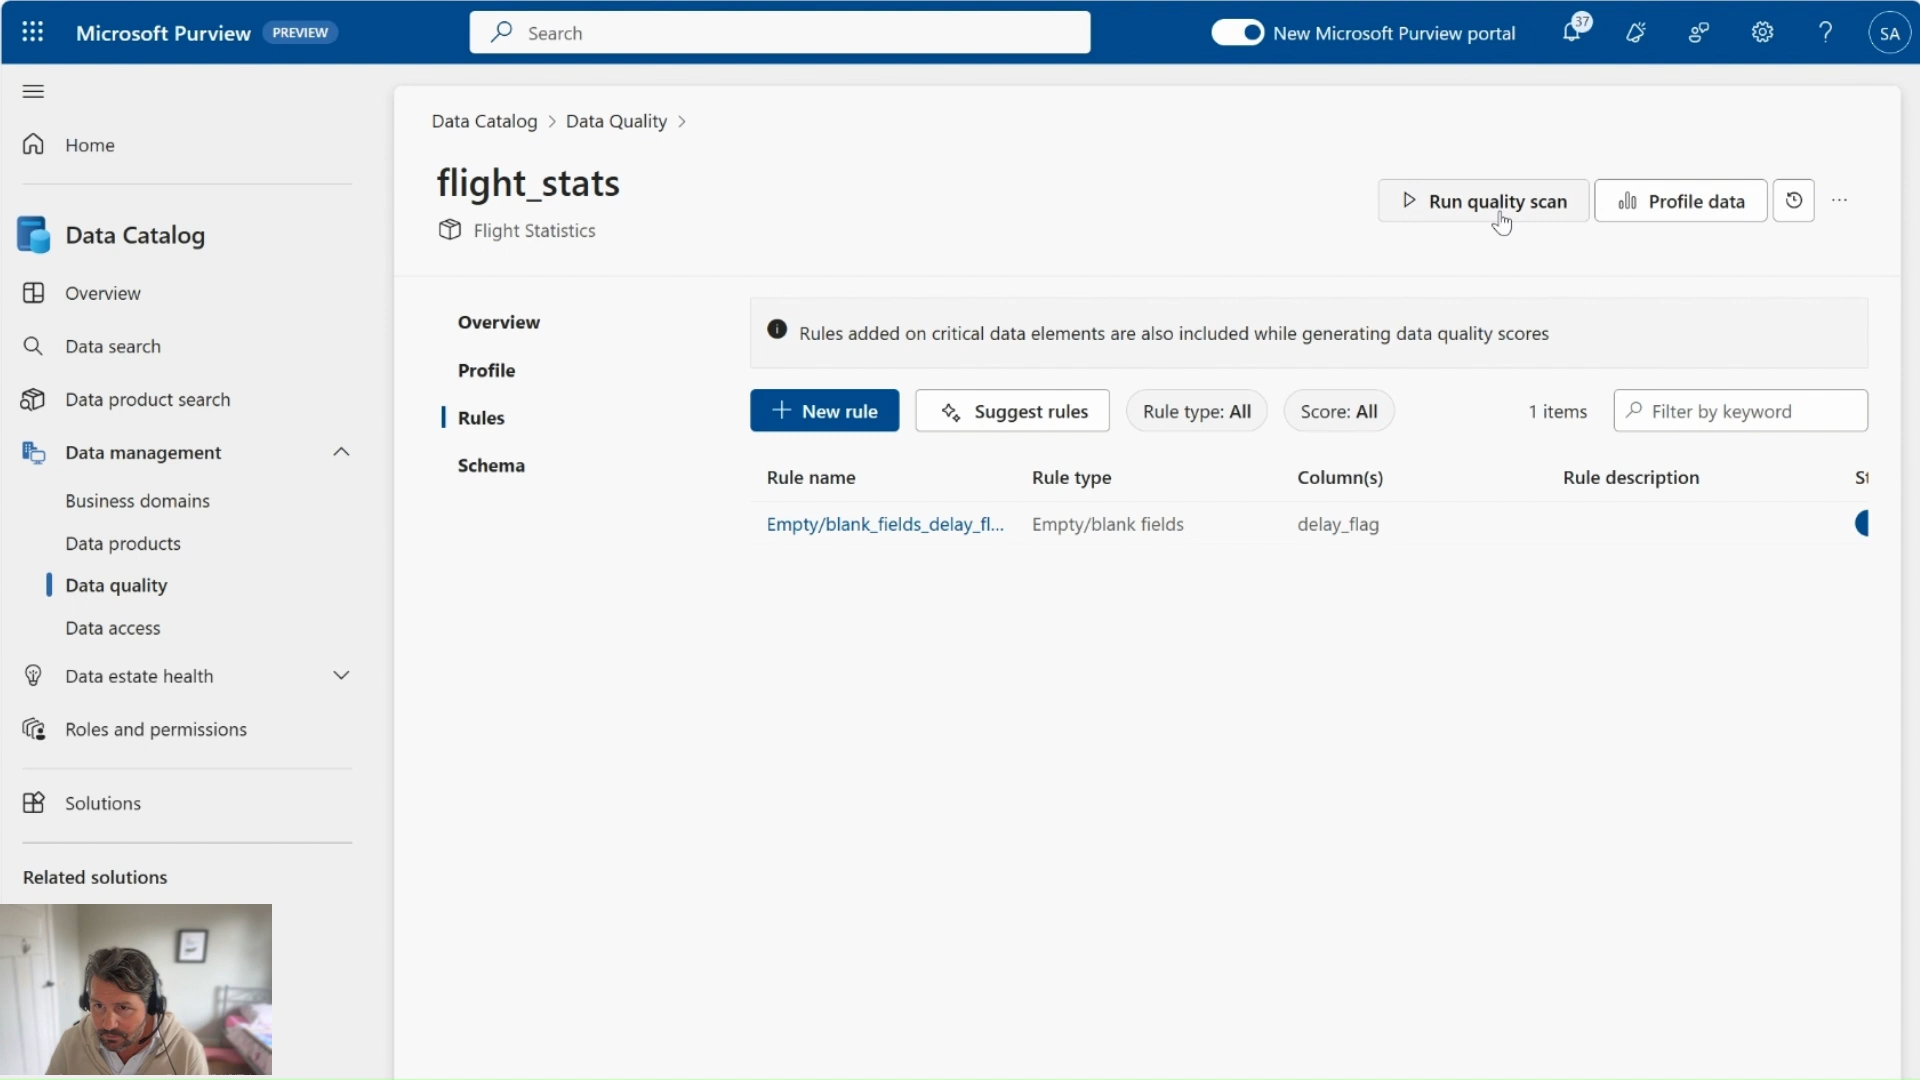 Microsoft Purview PREVIEW
Search
New Microsoft Purview portal
37
SA
Home
Data Catalog
Overview
Data search
Data product search
Data management
Business domains
Data products
Data quality
Data access
Data estate health
Roles and permissions
Solutions
Related solutions
Data Catalog > Data Quality >
flight_stats
Flight Statistics
Run quality scan
Profile data
...
Overview
Profile
Rules
Schema
Rules added on critical data elements are also included while generating data quality scores
+ New rule
Suggest rules
Rule type: All
Score: All
1 items
Filter by keyword
Rule name Rule type Column(s) Rule description St
Empty/blank_fields_delay_fl... Empty/blank fields delay_flag